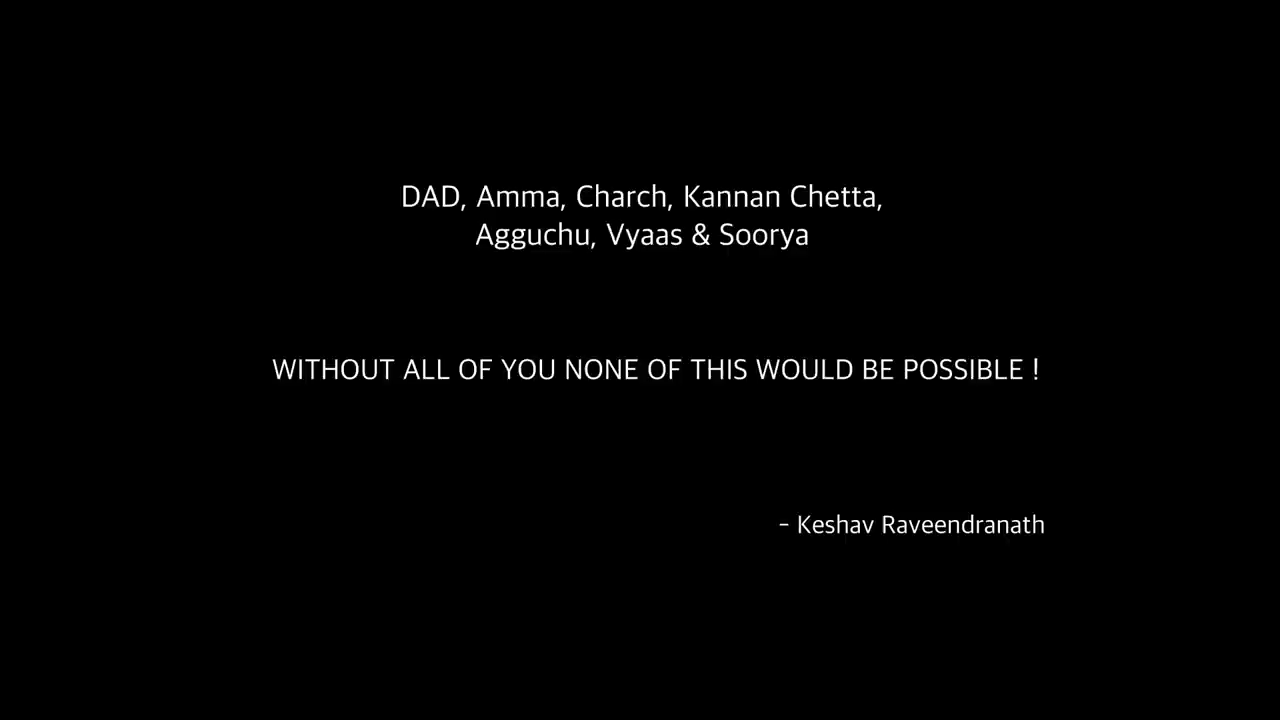 DAD, Amma, Charch, Kannan Chetta,
Agguchu, Vyaas & Soorya
WITHOUT ALL OF YOU NONE OF THIS WOULD BE POSSIBLE !
- Keshav Raveendranath